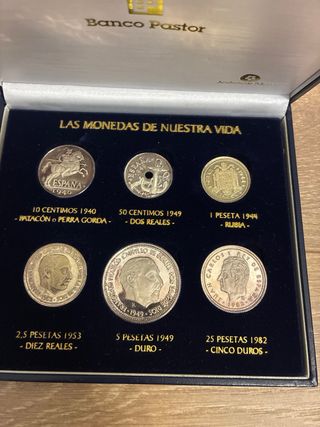 Banco Pastor
LAS MONEDAS DE NUESTRA VIDA
ESPAÑA
1940
10 CENTIMOS 1940
- PATACÓN o PERRA GORDA -
50 CENTIMOS 1949
- DOS REALES -
1 PESETA 1944
- RUBIA -
2,5 PESETAS 1953
- DIEZ REALES -
5 PESETAS 1949
- DURO -
25 PESETAS 1982
- CINCO DUROS -